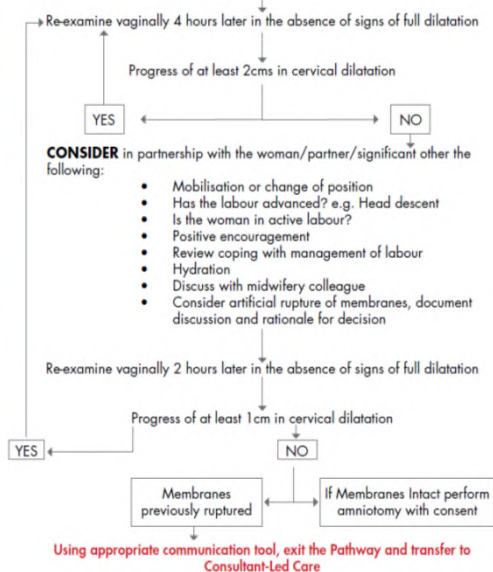 Re-examine vaginally 4 hours later in the absence of signs of full dilatation
Progress of at least 2cms in cervical dilatation
YES
NO
CONSIDER in partnership with the woman/partner/significant other the
following:
• Mobilisation or change of position
• Has the labour advanced? e.g. Head descent
• Is the woman in active labour?
• Positive encouragement
• Review coping with management of labour
• Hydration
• Discuss with midwifery colleague
• Consider artificial rupture of membranes, document
discussion and rationale for decision
Re-examine vaginally 2 hours later in the absence of signs of full dilatation
Progress of at least 1cm in cervical dilatation
YES
NO
Membranes
previously ruptured
If Membranes Intact perform
amniotomy with consent
Using appropriate communication tool, exit the Pathway and transfer to
Consultant-Led Care